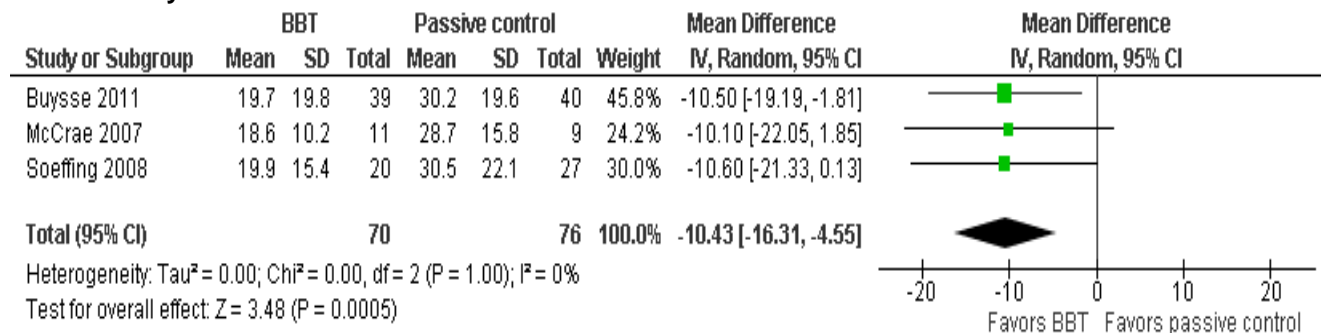 BBT Passive control Mean Difference Mean Difference
Study or Subgroup Mean SD Total Mean SD Total Weight IV, Random, 95% CI IV, Random, 95% CI
Buysse 2011 19.7 19.8 39 30.2 19.6 40 45.8% -10.50 [-19.19, -1.81]
McCrae 2007 18.6 10.2 11 28.7 15.8 9 24.2% -10.10 [-22.05, 1.85]
Soeffing 2008 19.9 15.4 20 30.5 22.1 27 30.0% -10.60 [-21.33, 0.13]
Total (95% CI) 70 76 100.0% -10.43 [-16.31, -4.55]
Heterogeneity: Tau² = 0.00; Chi² = 0.00, df = 2 (P = 1.00); I² = 0%
Test for overall effect: Z = 3.48 (P = 0.0005)
-20 -10 0 10 20
Favors BBT Favors passive control